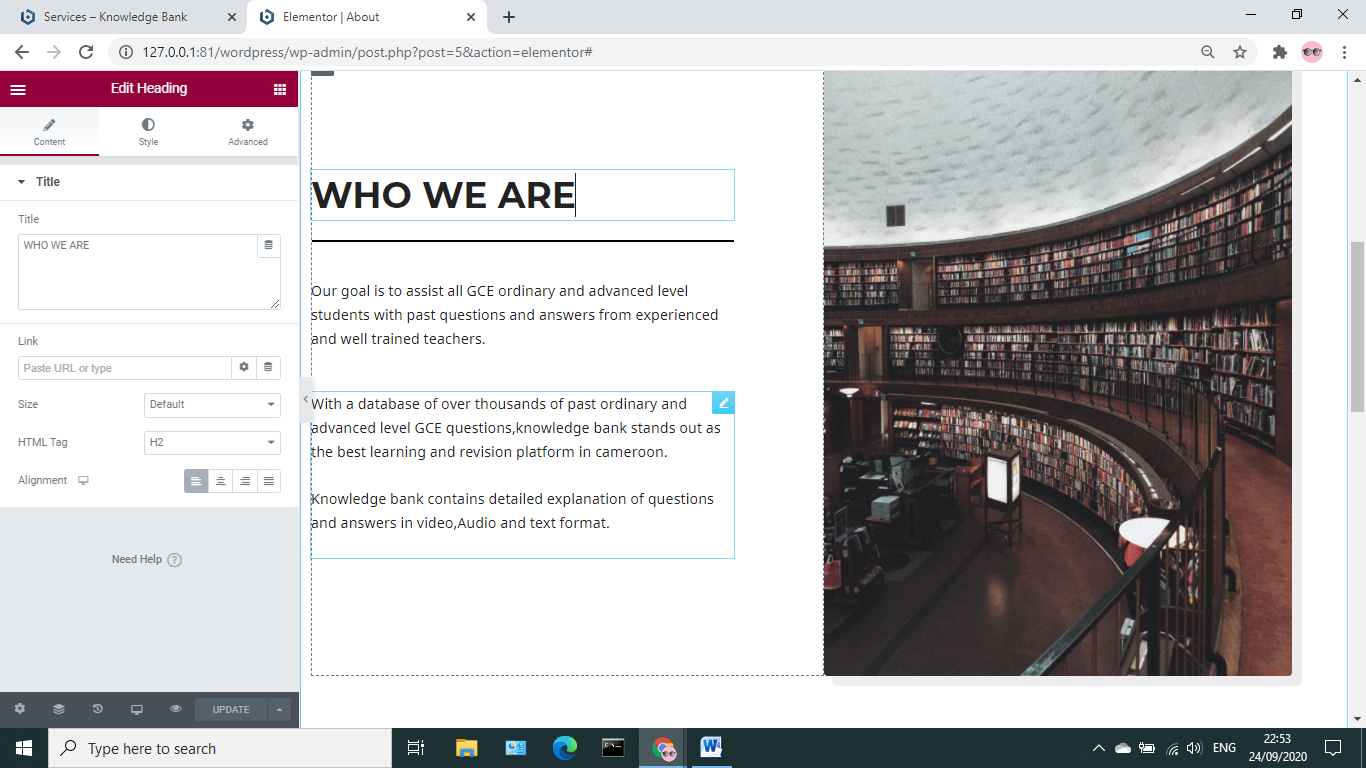 Services – Knowledge Bank
Elementor | About
127.0.0.1:81/wordpress/wp-admin/post.php?post=5&action=elementor#
Edit Heading
Content
Style
Advanced
Title
Title
WHO WE ARE
Link
Paste URL or type
Size
Default
HTML Tag
H2
Alignment
Need Help
?
UPDATE
WHO WE ARE
Our goal is to assist all GCE ordinary and advanced level
students with past questions and answers from experienced
and well trained teachers.
With a database of over thousands of past ordinary and
advanced level GCE questions,knowledge bank stands out as
the best learning and revision platform in cameroon.
Knowledge bank contains detailed explanation of questions
and answers in video,Audio and text format.
Type here to search
ENG
22:53
24/09/2020